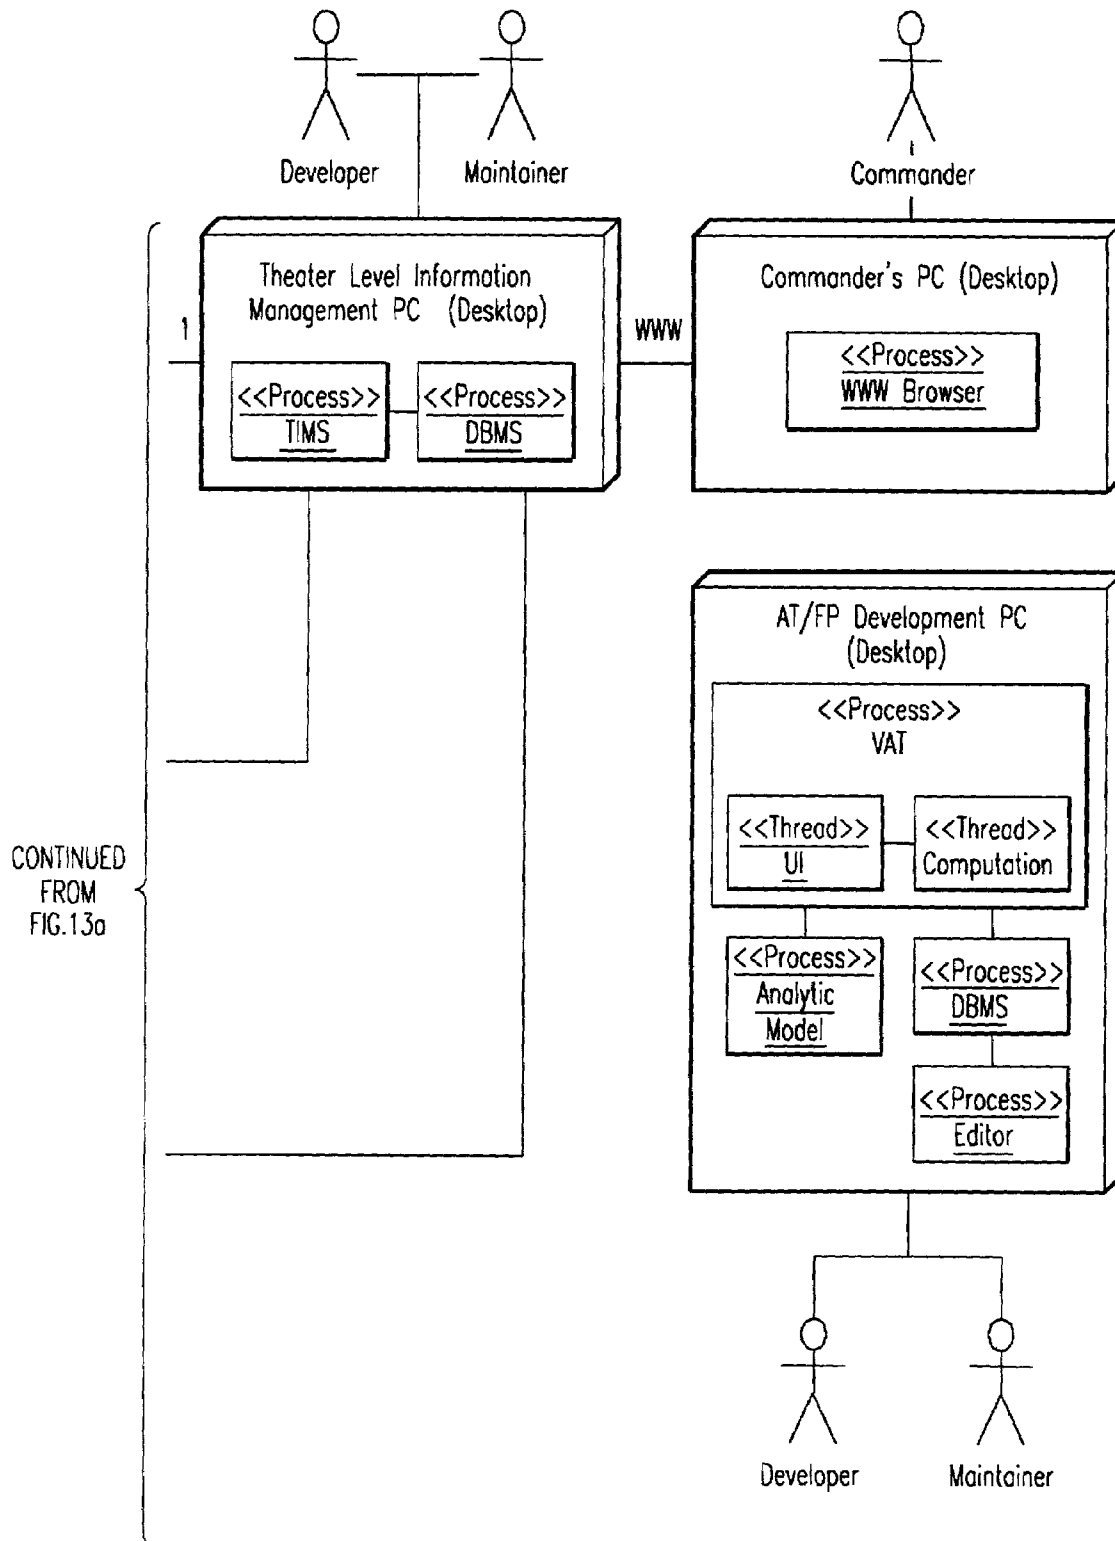 Developer
Maintainer
Commander
Theater Level Information
Management PC (Desktop)
<<Process>>
TIMS
<<Process>>
DBMS
1
WWW
Commander's PC (Desktop)
<<Process>>
WWW Browser
AT/FP Development PC
(Desktop)
<<Process>>
VAT
<<Thread>>
UI
<<Thread>>
Computation
<<Process>>
Analytic
Model
<<Process>>
DBMS
<<Process>>
Editor
CONTINUED
FROM
FIG.13a
Developer
Maintainer